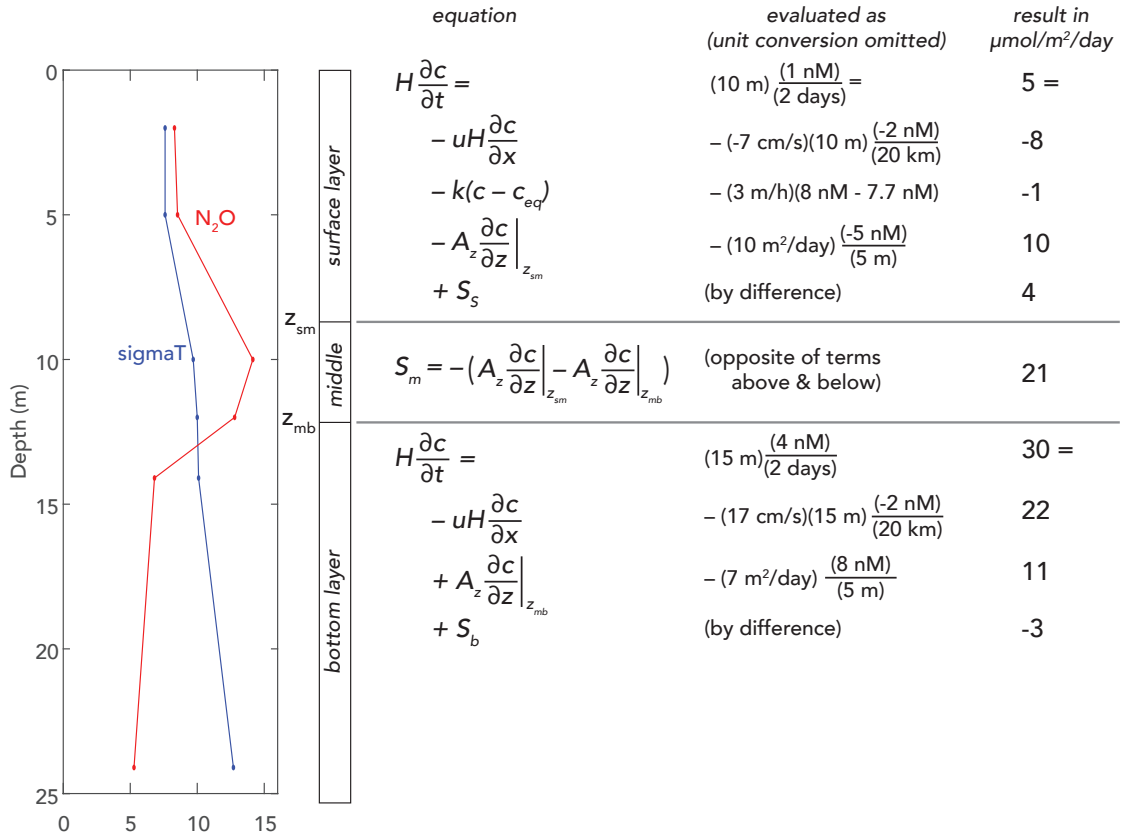 equation
evaluated as
(unit conversion omitted)
result in
μmol/m²/day
0
5
10
15
20
25
Depth (m)
0 5 10 15
N₂O
sigmaT
z_sm
z_mb
surface layer
middle
bottom layer
H ∂c/∂t =
(10 m) (1 nM)/(2 days) =
5 =
– uH ∂c/∂x
– (-7 cm/s)(10 m) (-2 nM)/(20 km)
-8
– k(c – c_eq)
– (3 m/h)(8 nM - 7.7 nM)
-1
– A_z ∂c/∂z |_z_sm
– (10 m²/day) (-5 nM)/(5 m)
10
+ S_S
(by difference)
4
S_m = –(A_z ∂c/∂z |_z_sm – A_z ∂c/∂z |_z_mb)
(opposite of terms
above & below)
21
H ∂c/∂t =
(15 m) (4 nM)/(2 days)
30 =
– uH ∂c/∂x
– (17 cm/s)(15 m) (-2 nM)/(20 km)
22
+ A_z ∂c/∂z |_z_mb
– (7 m²/day) (8 nM)/(5 m)
11
+ S_b
(by difference)
-3